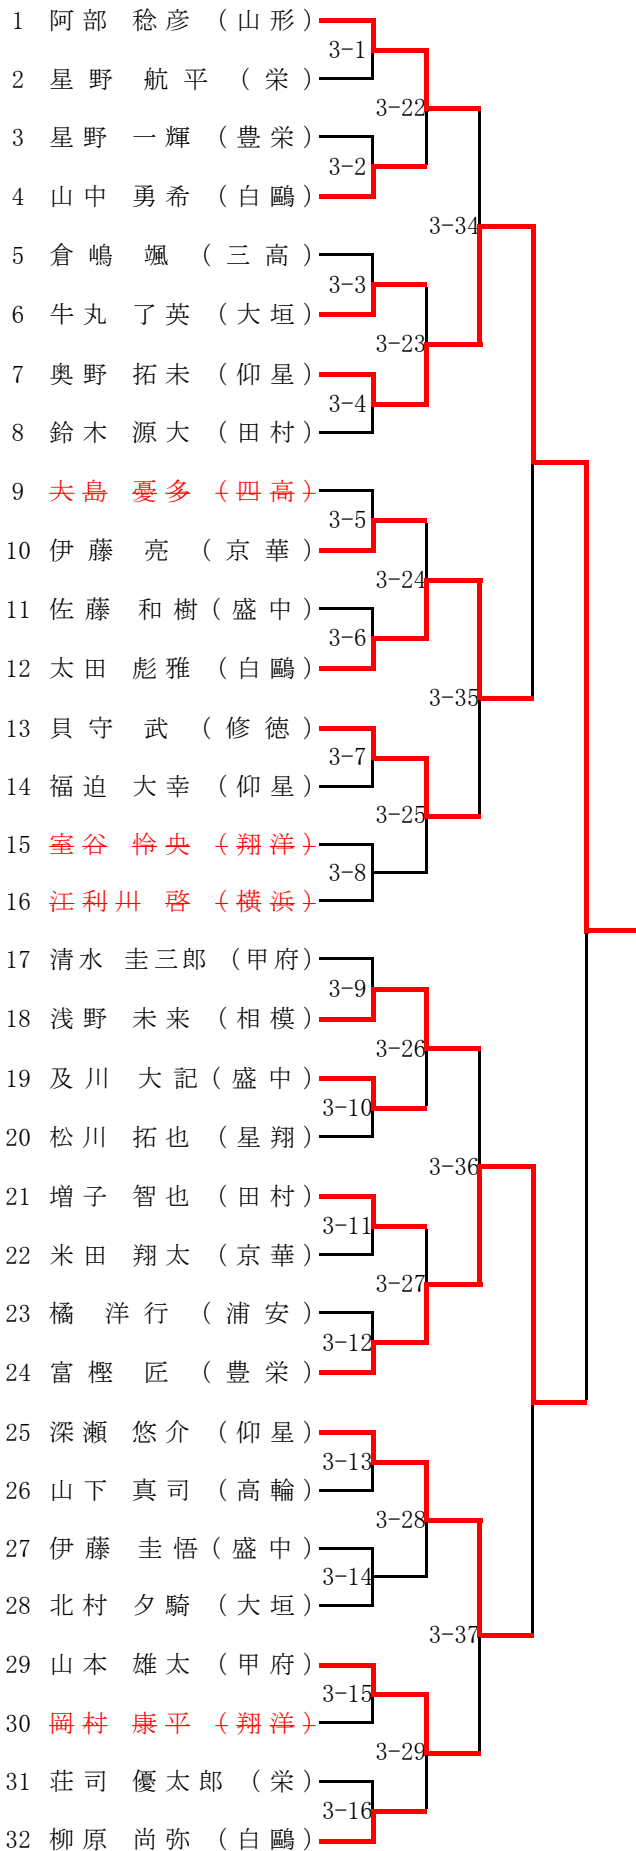 1 阿部 稔彦 (山形)
3-1
2 星野 航平 (栄)
3-22
3 星野 一輝 (豊栄)
3-2
4 山中 勇希 (白鷗)
3-34
5 倉嶋 颯 (三高)
3-3
6 牛丸 了英 (大垣)
3-23
7 奥野 拓未 (仰星)
3-4
8 鈴木 源大 (田村)
9 大島 憂多 (四高)
3-5
10 伊藤 亮 (京華)
3-24
11 佐藤 和樹(盛中)
3-6
12 太田 彪雅 (白鷗)
3-35
13 貝守 武 (修徳)
3-7
14 福迫 大幸 (仰星)
3-25
15 室谷 怜央 (翔洋)
3-8
16 江利川 啓 (横浜)
17 清水 圭三郎 (甲府)
3-9
18 浅野 未来 (相模)
3-26
19 及川 大記(盛中)
3-10
20 松川 拓也 (星翔)
3-36
21 増子 智也 (田村)
3-11
22 米田 翔太 (京華)
3-27
23 橘 洋行 (浦安)
3-12
24 富樫 匠 (豊栄)
25 深瀬 悠介 (仰星)
3-13
26 山下 真司 (高輪)
3-28
27 伊藤 圭悟(盛中)
3-14
28 北村 夕騎 (大垣)
3-37
29 山本 雄太 (甲府)
3-15
30 岡村 康平 (翔洋)
3-29
31 荘司 優太郎 (栄)
3-16
32 柳原 尚弥 (白鷗)